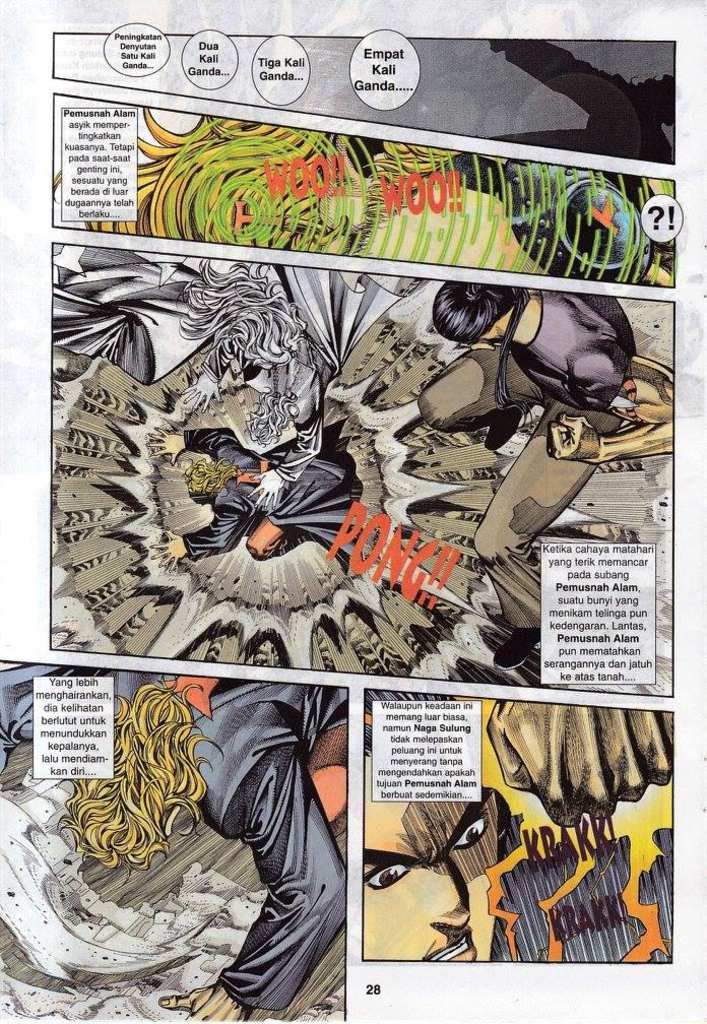 Peningkatan
Denyutan
Satu Kali
Ganda...
Dua
Kali
Ganda...
Tiga Kali
Ganda...
Empat
Kali
Ganda.....
Pemusnah Alam
asyik memper-
tingkatkan
kuasanya. Tetapi
pada saat-saat
genting ini,
sesuatu yang
berada di luar
dugaannya telah
berlaku....
WOO!!
WOO!!!
?!
PONG!!
Ketika cahaya matahari
yang terik memancar
pada subang
Pemusnah Alam,
suatu bunyi yang
menikam telinga pun
kedengaran. Lantas,
Pemusnah Alam
pun mematahkan
serangannya dan jatuh
ke atas tanah....
Yang lebih
menghairankan,
dia kelihatan
berlutut untuk
menundukkan
kepalanya,
lalu mendiam-
kan diri....
Walaupun keadaan ini
memang luar biasa,
namun Naga Sulung
tidak melepaskan
peluang ini untuk
menyerang tanpa
mengendahkan apakah
tujuan Pemusnah Alam
berbuat sedemikian....
KRAKK!
KRAKK!
28